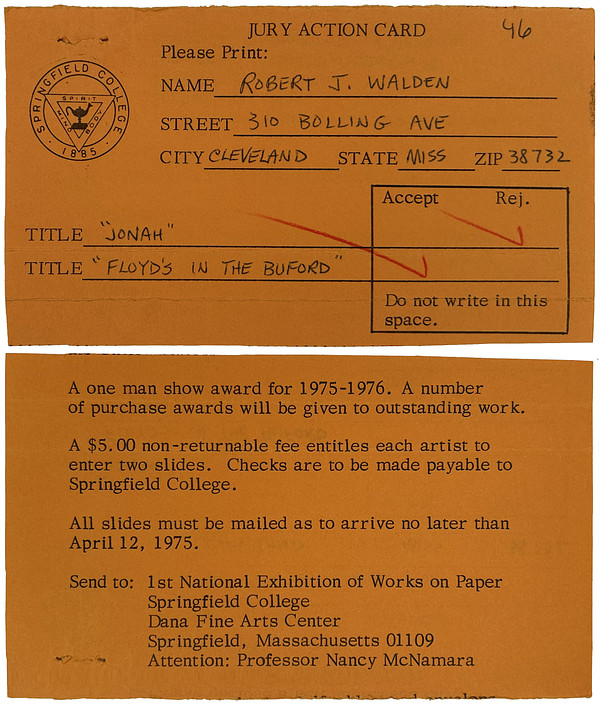 JURY ACTION CARD 46
Please Print:
SPRINGFIELD COLLEGE
SPIRIT
MIND BODY
1885
NAME ROBERT J. WALDEN
STREET 310 BOLLING AVE
CITY CLEVELAND STATE MISS ZIP 38732
Accept Rej.
TITLE "JONAH"
TITLE "FLOYD'S IN THE BUFORD"
Do not write in this
space.
A one man show award for 1975-1976. A number
of purchase awards will be given to outstanding work.
A $5.00 non-returnable fee entitles each artist to
enter two slides. Checks are to be made payable to
Springfield College.
All slides must be mailed as to arrive no later than
April 12, 1975.
Send to: 1st National Exhibition of Works on Paper
Springfield College
Dana Fine Arts Center
Springfield, Massachusetts 01109
Attention: Professor Nancy McNamara